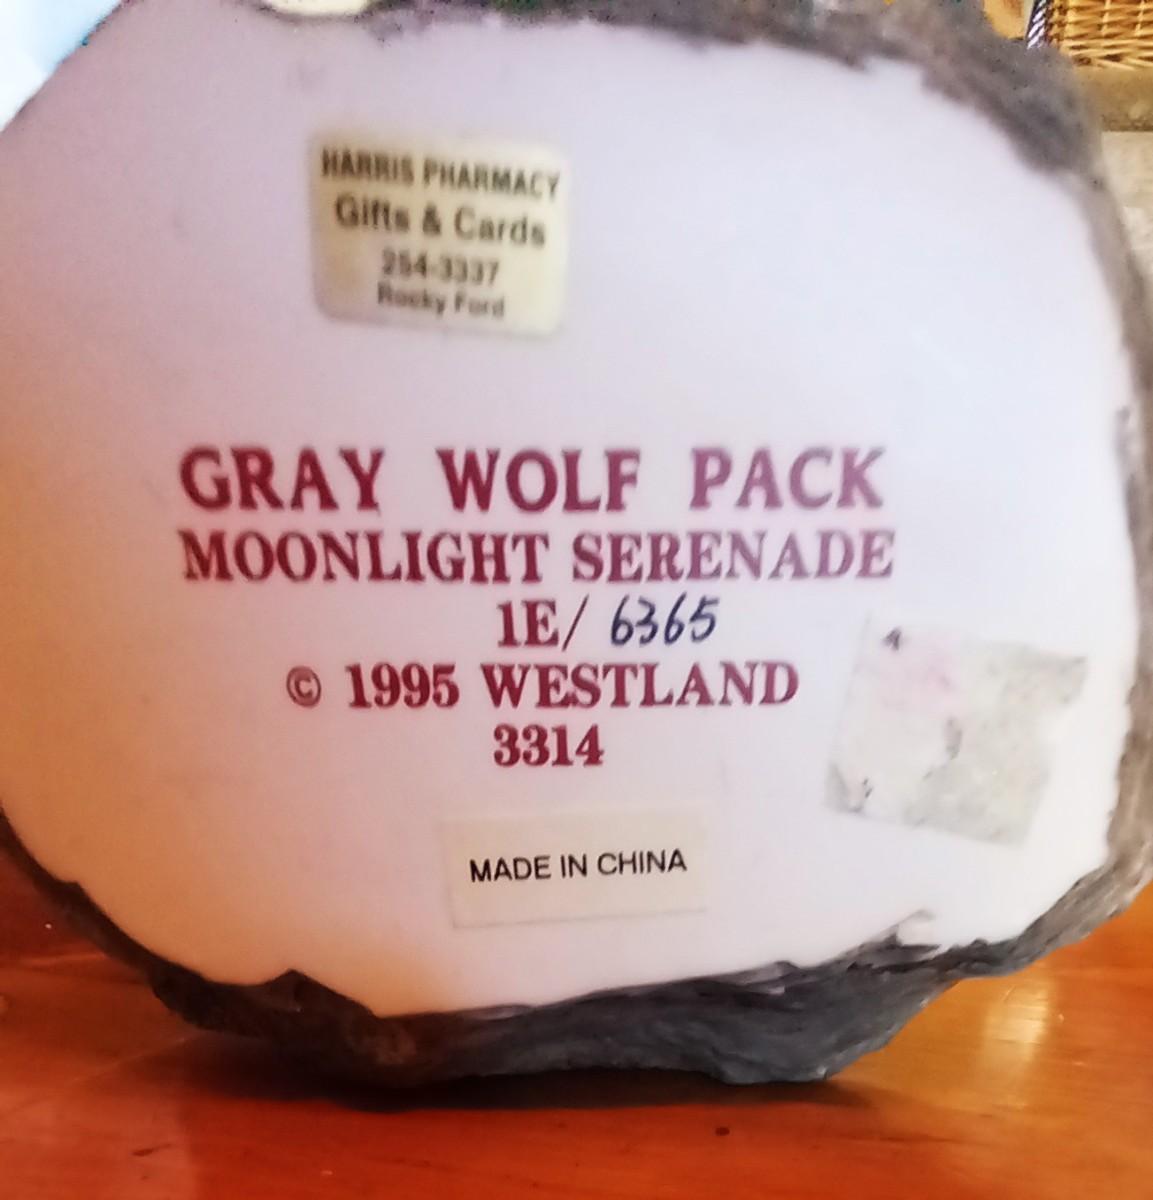 HARRIS PHARMACY
Gifts & Cards
254-3337
Rocky Ford
GRAY WOLF PACK
MOONLIGHT SERENADE
1E/ 6365
© 1995 WESTLAND
3314
MADE IN CHINA